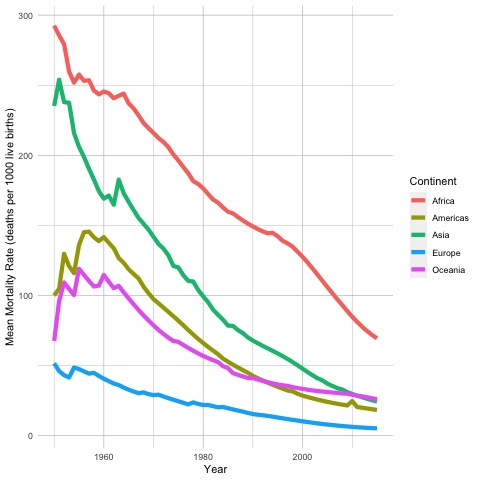 Mean Mortality Rate (deaths per 1000 live births)
300
200
100
0
1960
1980
2000
Year
Continent
Africa
Americas
Asia
Europe
Oceania